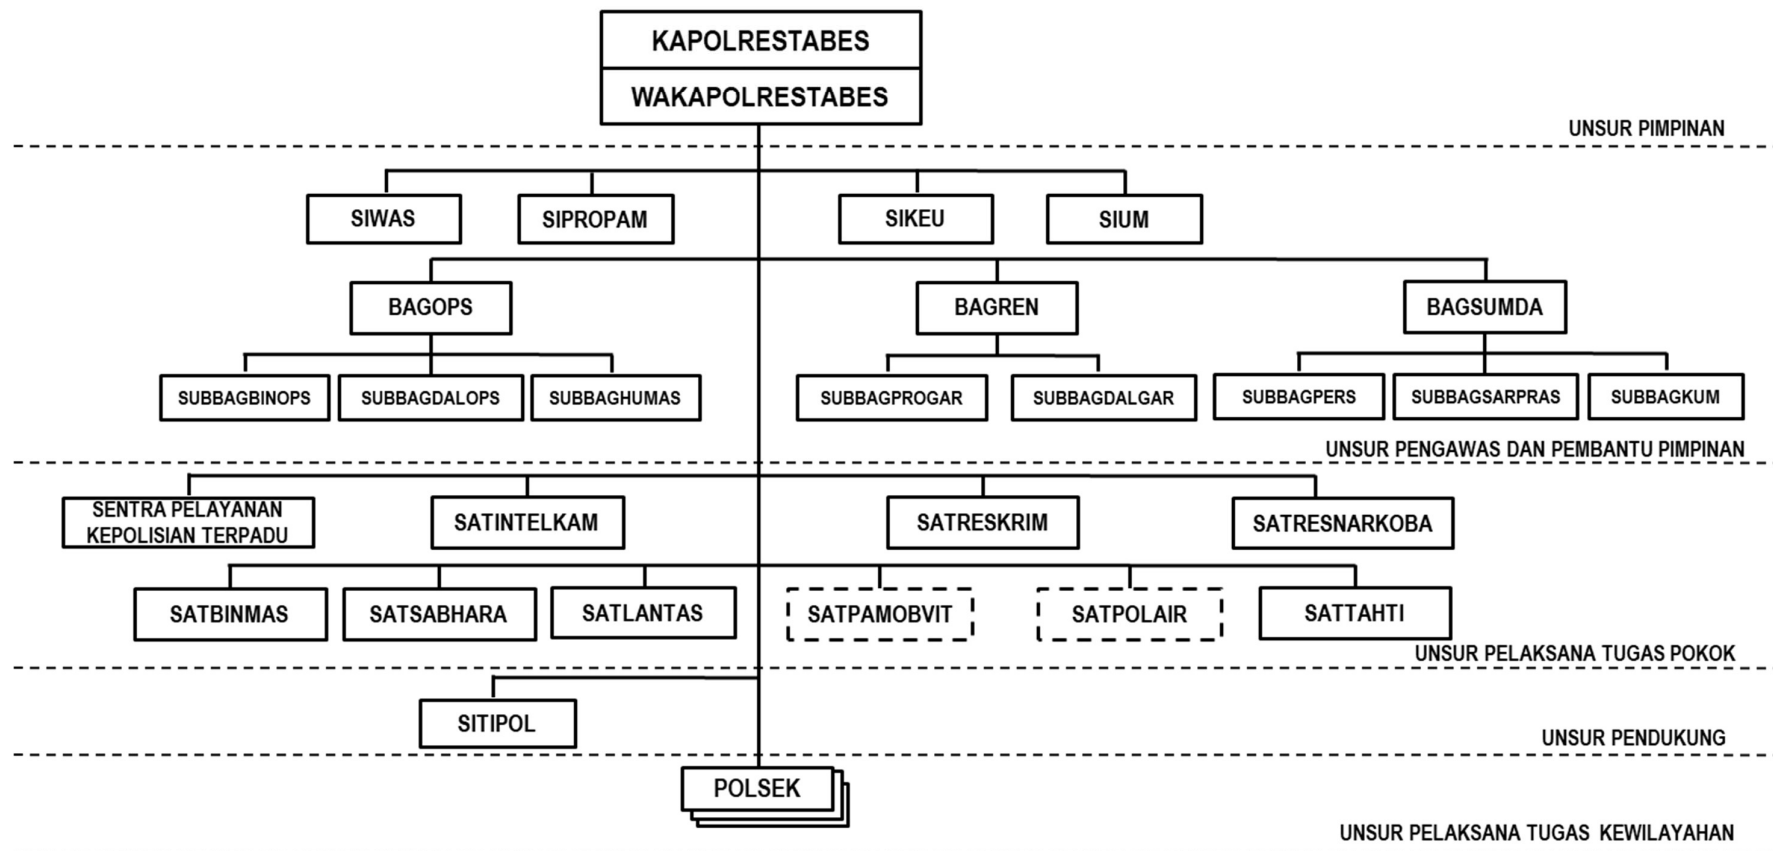 KAPOLRESTABES
WAKAPOLRESTABES
UNSUR PIMPINAN
SIWAS
SIPROPAM
SIKEU
SIUM
BAGOPS
BAGREN
BAGSUMDA
SUBBAGBINOPS
SUBBAGDALOPS
SUBBAGHUMAS
SUBBAGPROGAR
SUBBAGDALGAR
SUBBAGPERS
SUBBAGSARPRAS
SUBBAGKUM
UNSUR PENGAWAS DAN PEMBANTU PIMPINAN
SENTRA PELAYANAN
KEPOLISIAN TERPADU
SATINTELKAM
SATRESKRIM
SATRESNARKOBA
SATBINMAS
SATSABHARA
SATLANTAS
SATPAMOBVIT
SATPOLAIR
SATTAHTI
UNSUR PELAKSANA TUGAS POKOK
SITIPOL
UNSUR PENDUKUNG
POLSEK
UNSUR PELAKSANA TUGAS KEWILAYAHAN